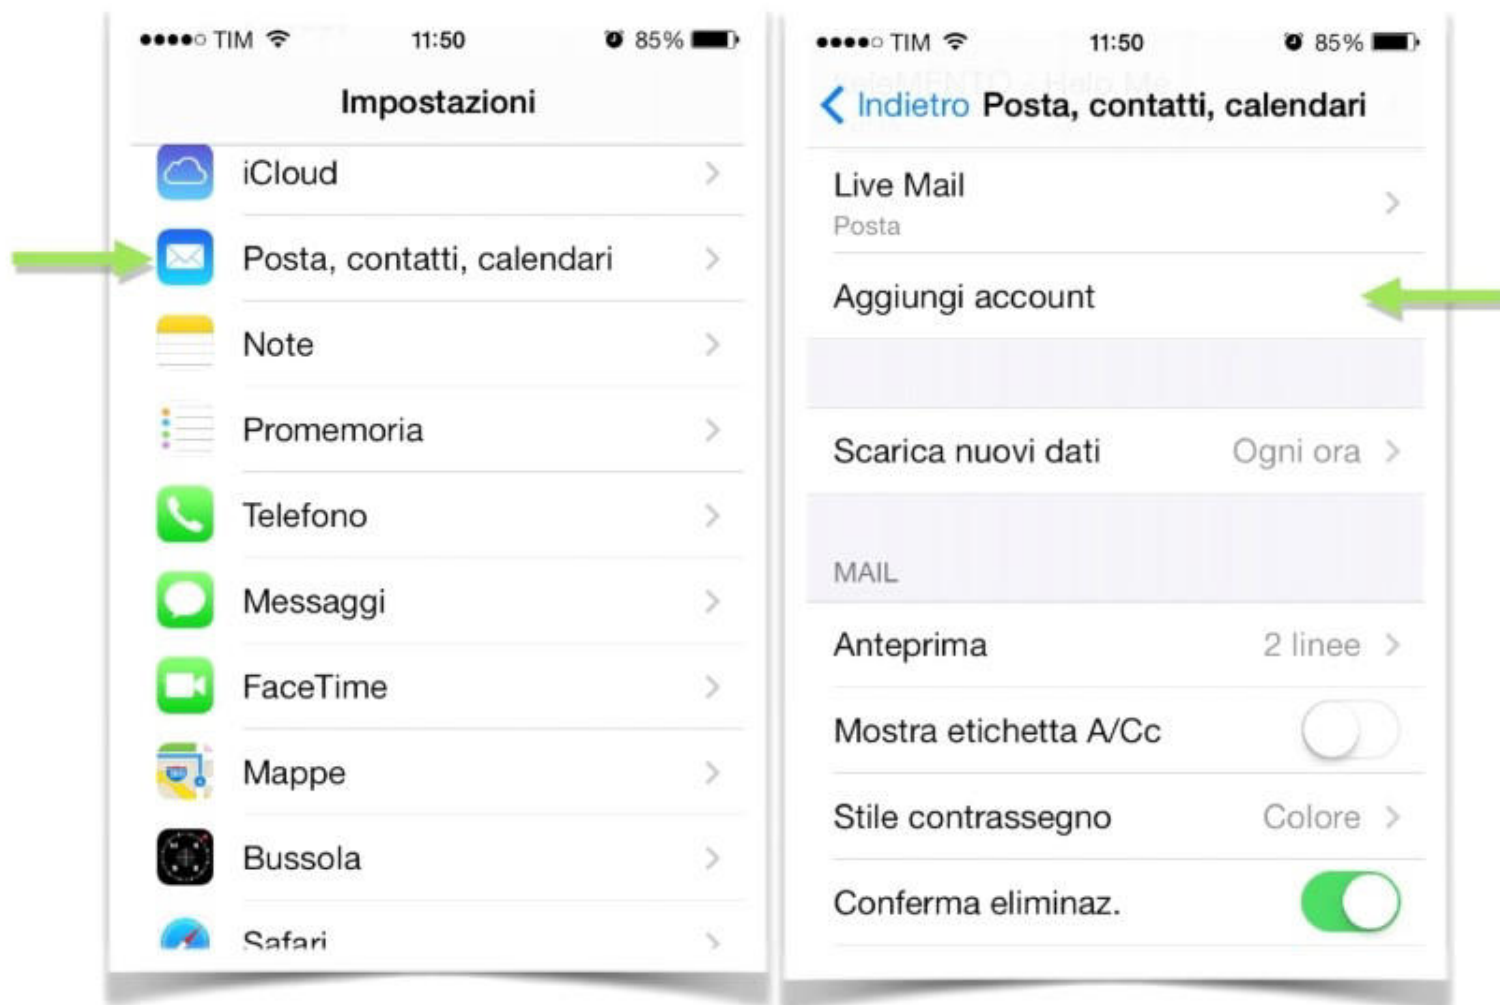 TIM 11:50 85%
Impostazioni
iCloud
Posta, contatti, calendari
Note
Promemoria
Telefono
Messaggi
FaceTime
Mappe
Bussola
Safari
TIM 11:50 85%
Indietro Posta, contatti, calendari
Live Mail
Posta
Aggiungi account
Scarica nuovi dati Ogni ora
MAIL
Anteprima 2 linee
Mostra etichetta A/Cc
Stile contrassegno Colore
Conferma eliminaz.